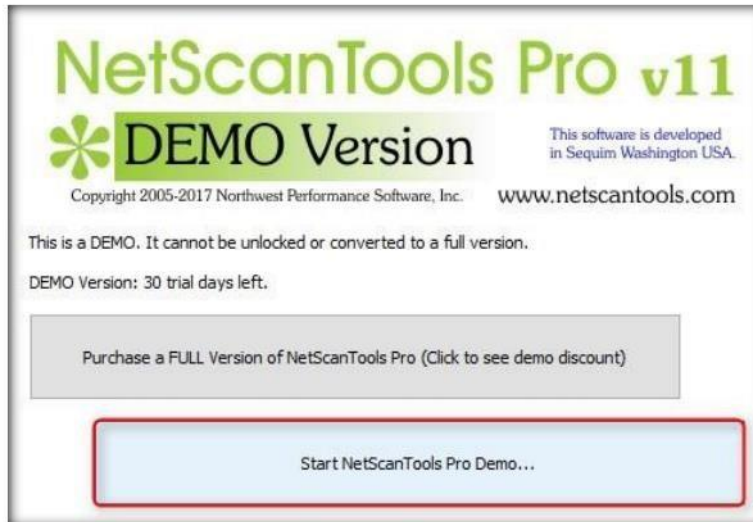 NetScanTools Pro v11
DEMO Version
This software is developed
in Sequim Washington USA.
Copyright 2005-2017 Northwest Performance Software, Inc.
www.netscantools.com
This is a DEMO. It cannot be unlocked or converted to a full version.
DEMO Version: 30 trial days left.
Purchase a FULL Version of NetScanTools Pro (Click to see demo discount)
Start NetScanTools Pro Demo...